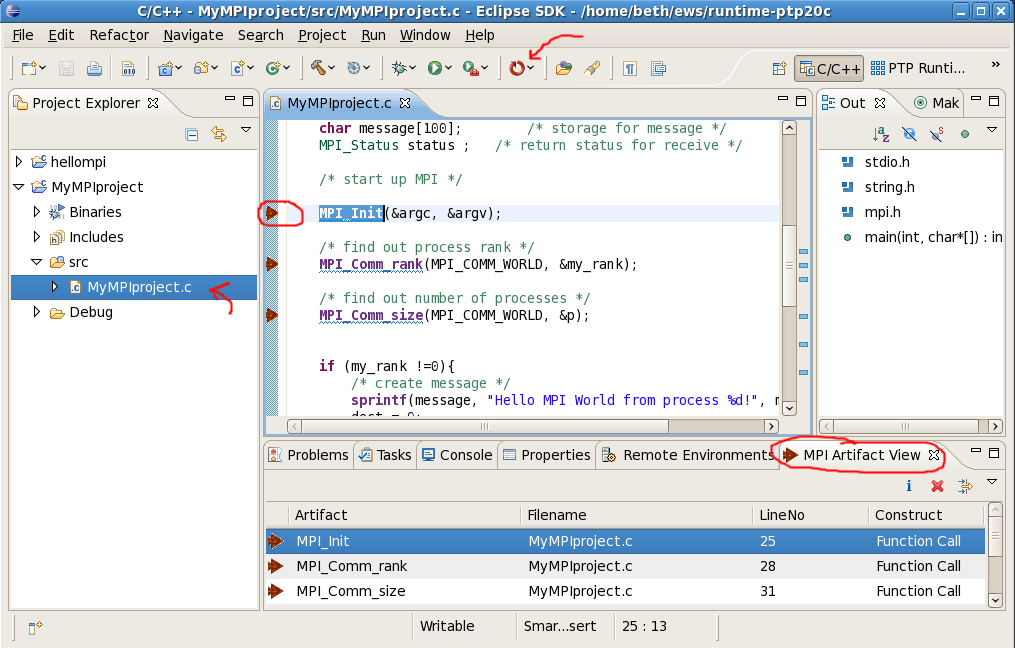 C/C++ - MyMPIproject/src/MyMPIproject.c - Eclipse SDK - /home/beth/ews/runtime-ptp20c
File Edit Refactor Navigate Search Project Run Window Help
010 C/C++ PTP Runti... »
Project Explorer
hellompi
MyMPIproject
Binaries
Includes
src
MyMPIproject.c
Debug
MyMPIproject.c
char message[100]; /* storage for message */
MPI_Status status ; /* return status for receive */
/* start up MPI */
MPI_Init(&argc, &argv);
/* find out process rank */
MPI_Comm_rank(MPI_COMM_WORLD, &my_rank);
/* find out number of processes */
MPI_Comm_size(MPI_COMM_WORLD, &p);
if (my_rank !=0){
/* create message */
sprintf(message, "Hello MPI World from process %d!", m
dest = 0;
Out Mak
stdio.h
string.h
mpi.h
main(int, char*[]) : in
Problems Tasks Console Properties Remote Environments MPI Artifact View
Artifact Filename LineNo Construct
MPI_Init MyMPIproject.c 25 Function Call
MPI_Comm_rank MyMPIproject.c 28 Function Call
MPI_Comm_size MyMPIproject.c 31 Function Call
Writable Smar...sert 25 : 13